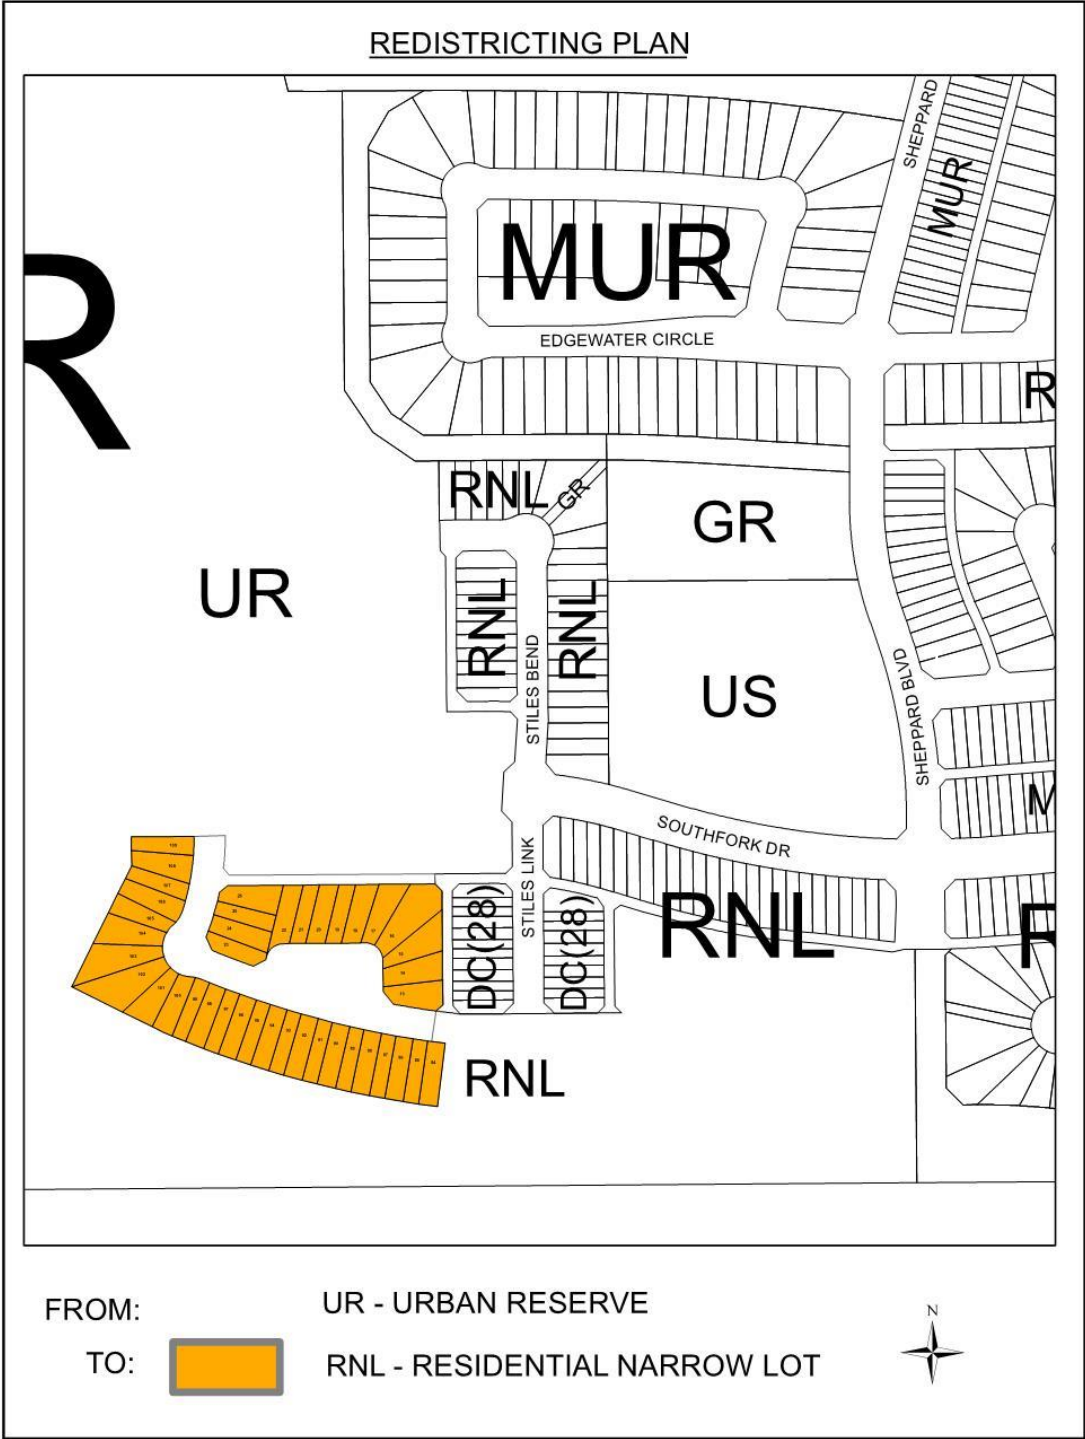 REDISTRICTING PLAN
SHEPPARD
MUR
MUR
R
EDGEWATER CIRCLE
R
RNL
GR
GR
UR
RNL
RNL
STILES BEND
US
SHEPPARD BLVD
M
SOUTHFORK DR
STILES LINK
DC(28)
DC(28)
RNL
R
RNL
FROM:
UR - URBAN RESERVE
TO:
RNL - RESIDENTIAL NARROW LOT
N